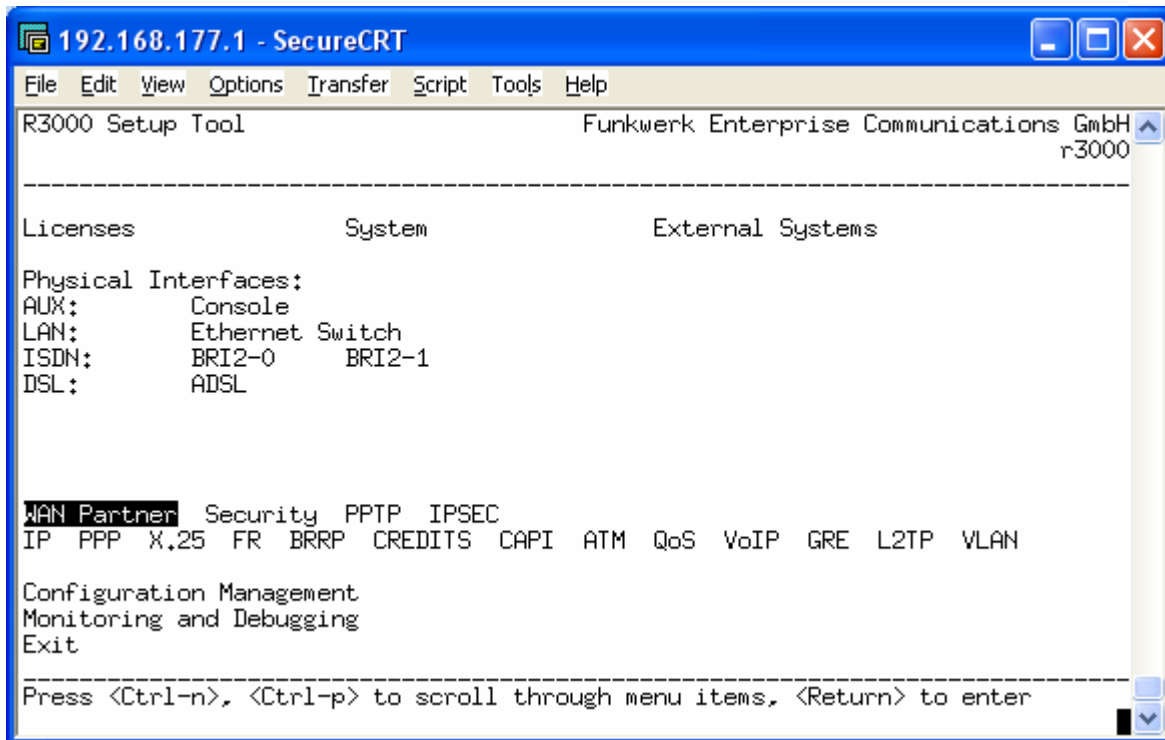 192.168.177.1 - SecureCRT
File Edit View Options Transfer Script Tools Help
R3000 Setup Tool Funkwerk Enterprise Communications GmbH
r3000
Licenses System External Systems
Physical Interfaces:
AUX: Console
LAN: Ethernet Switch
ISDN: BRI2-0 BRI2-1
DSL: ADSL
WAN Partner Security PPTP IPSEC
IP PPP X.25 FR BRRP CREDITS CAPI ATM QoS VoIP GRE L2TP VLAN
Configuration Management
Monitoring and Debugging
Exit
Press <Ctrl-n>, <Ctrl-p> to scroll through menu items, <Return> to enter